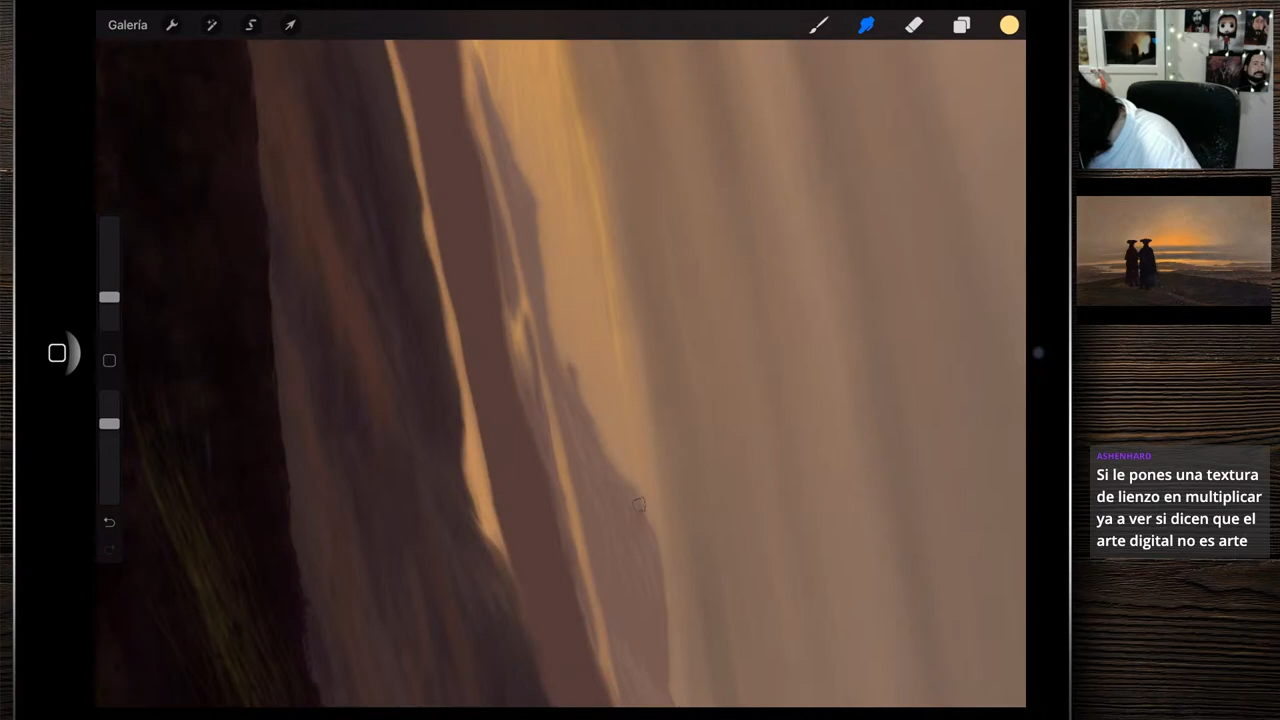 Galería
ASHENHARD
Si le pones una textura
de lienzo en multiplicar
ya a ver si dicen que el
arte digital no es arte